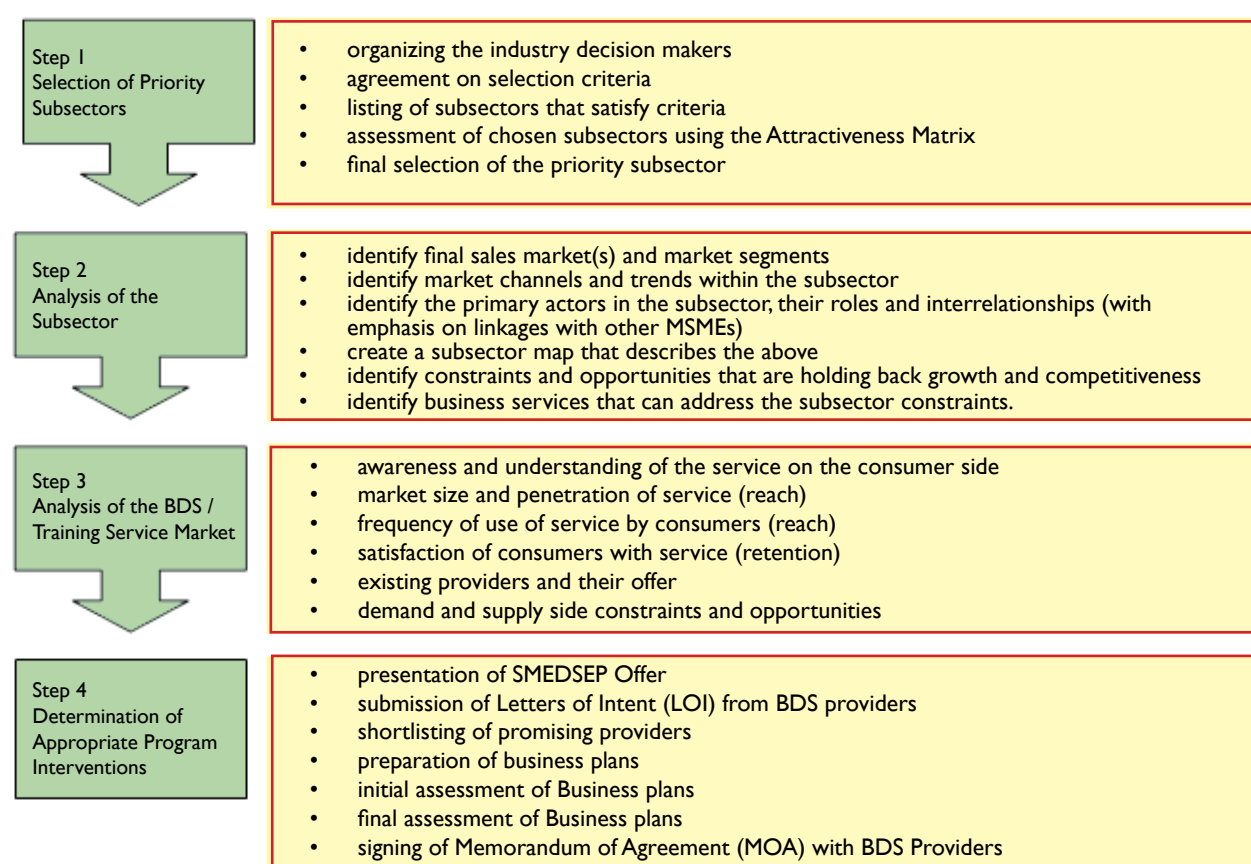 Step 1
Selection of Priority
Subsectors
• organizing the industry decision makers
• agreement on selection criteria
• listing of subsectors that satisfy criteria
• assessment of chosen subsectors using the Attractiveness Matrix
• final selection of the priority subsector
Step 2
Analysis of the
Subsector
• identify final sales market(s) and market segments
• identify market channels and trends within the subsector
• identify the primary actors in the subsector, their roles and interrelationships (with
emphasis on linkages with other MSMEs)
• create a subsector map that describes the above
• identify constraints and opportunities that are holding back growth and competitiveness
• identify business services that can address the subsector constraints.
Step 3
Analysis of the BDS /
Training Service Market
• awareness and understanding of the service on the consumer side
• market size and penetration of service (reach)
• frequency of use of service by consumers (reach)
• satisfaction of consumers with service (retention)
• existing providers and their offer
• demand and supply side constraints and opportunities
Step 4
Determination of
Appropriate Program
Interventions
• presentation of SMEDSEP Offer
• submission of Letters of Intent (LOI) from BDS providers
• shortlisting of promising providers
• preparation of business plans
• initial assessment of Business plans
• final assessment of Business plans
• signing of Memorandum of Agreement (MOA) with BDS Providers